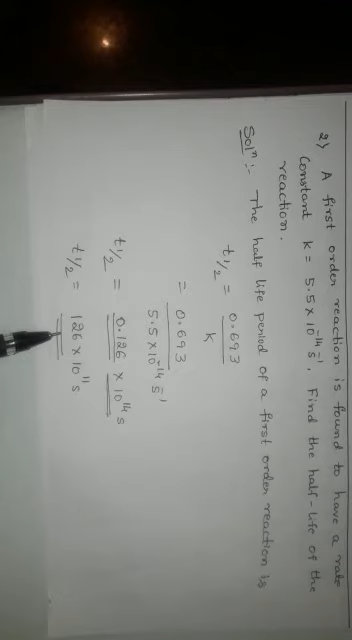 2) A first order reaction is found to have a rate
Constant k = 5.5 x 10⁻¹⁴ s⁻¹. Find the half-life of the
reaction.
Solⁿ :- The half life period of a first order reaction is
t1/2 = 0.693
k
= 0.693
5.5 x 10⁻¹⁴ s⁻¹
t1/2 = 0.126 x 10¹⁴ s
t1/2 = 126 x 10¹¹ s